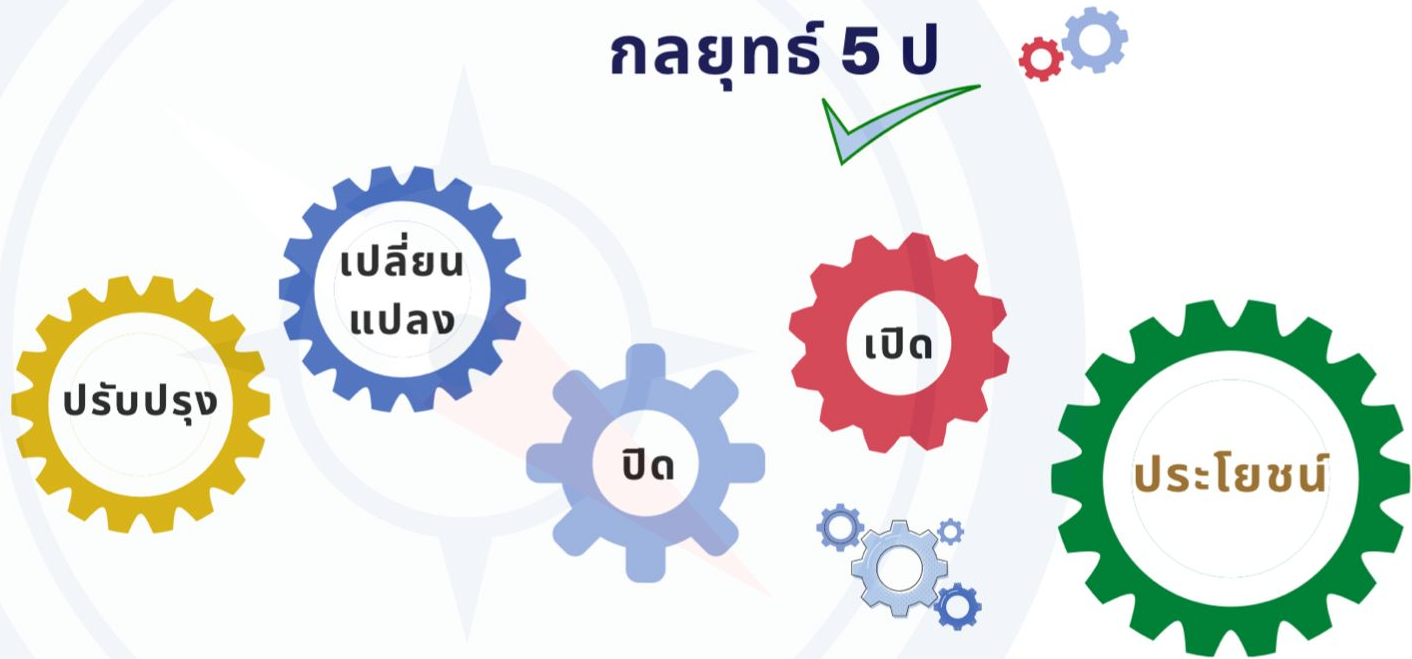 กลยุทธ์ 5 ป
ปรับปรุง
เปลี่ยน
แปลง
ปิด
เปิด
ประโยชน์